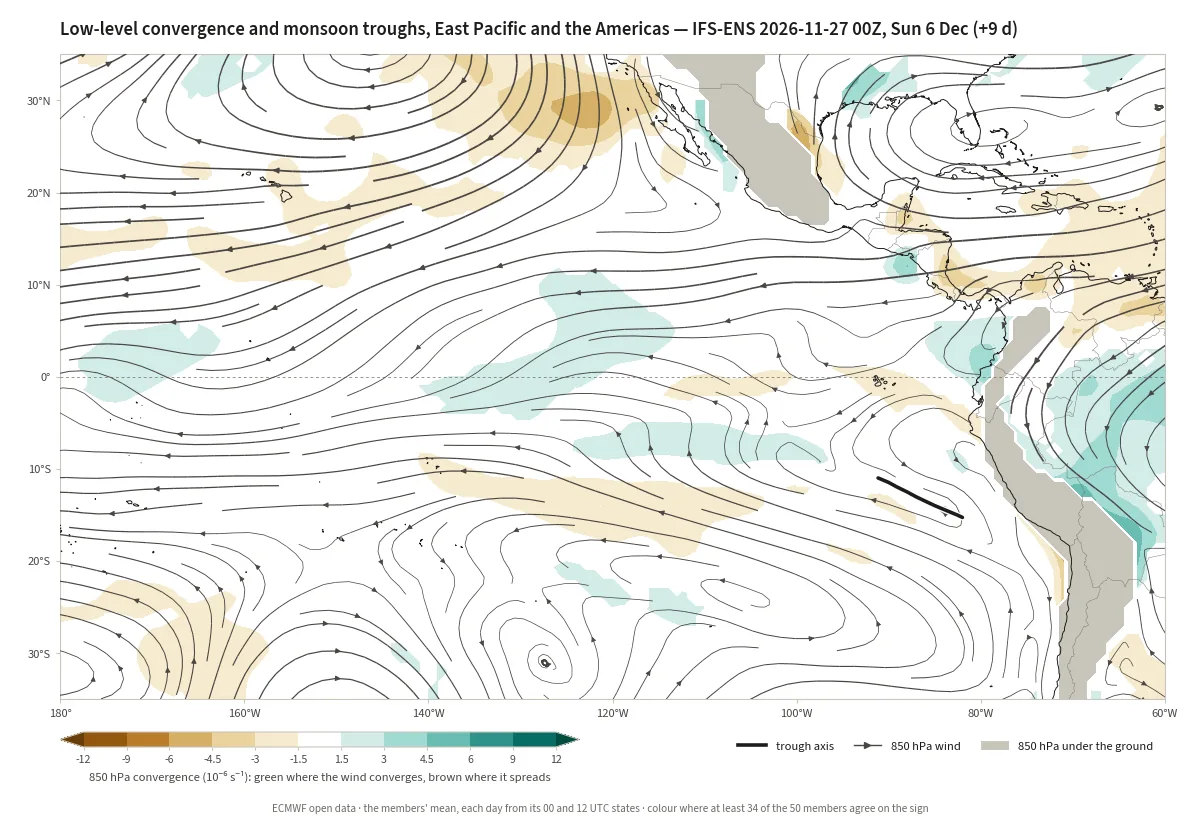 Low-level convergence and monsoon troughs, East Pacific and the Americas — IFS-ENS 2026-11-27 00Z, Sun 6 Dec (+9 d)
30°N
20°N
10°N
0°
10°S
20°S
30°S
180° 160°W 140°W 120°W 100°W 80°W 60°W
-12 -9 -6 -4.5 -3 -1.5 1.5 3 4.5 6 9 12
850 hPa convergence (10⁻⁶ s⁻¹): green where the wind converges, brown where it spreads
trough axis 850 hPa wind 850 hPa under the ground
ECMWF open data · the members' mean, each day from its 00 and 12 UTC states · colour where at least 34 of the 50 members agree on the sign